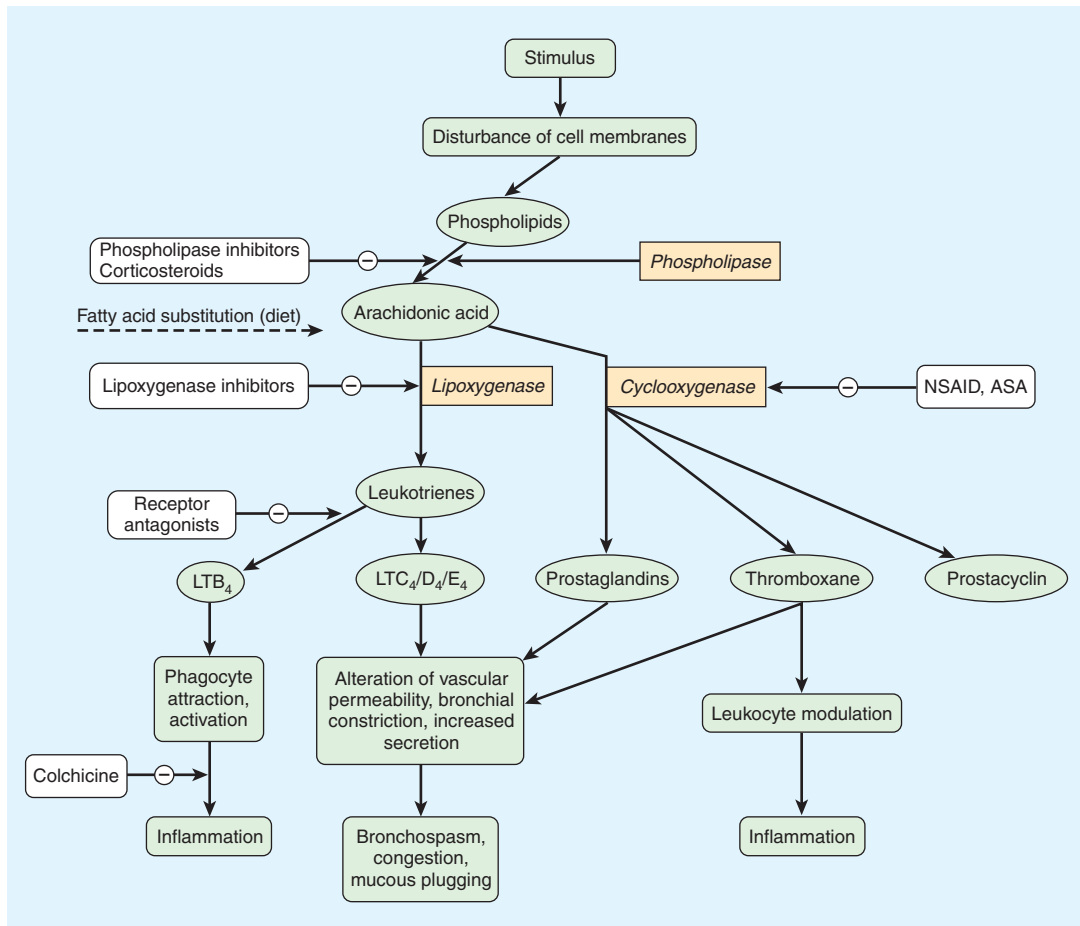 Stimulus
Disturbance of cell membranes
Phospholipids
Phospholipase inhibitors
Corticosteroids
−
Phospholipase
Arachidonic acid
Fatty acid substitution (diet)
Lipoxygenase inhibitors
−
Lipoxygenase
Cyclooxygenase
−
NSAID, ASA
Leukotrienes
Receptor
antagonists
−
LTB₄
LTC₄/D₄/E₄
Prostaglandins
Thromboxane
Prostacyclin
Phagocyte
attraction,
activation
Alteration of vascular
permeability, bronchial
constriction, increased
secretion
Leukocyte modulation
Colchicine
−
Inflammation
Bronchospasm,
congestion,
mucous plugging
Inflammation